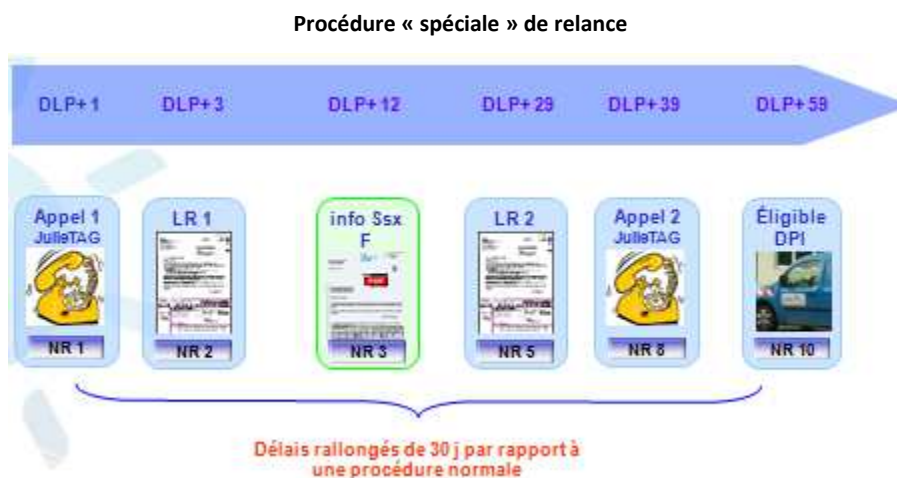 Procédure « spéciale » de relance
DLP+1 DLP+3 DLP+12 DLP+29 DLP+39 DLP+59
Appel 1
JulieTAG
NR 1
LR 1
NR 2
info Ssx
F
NR 3
LR 2
NR 5
Appel 2
JulieTAG
NR 8
Éligible
DPI
NR 10
Délais rallongés de 30 j par rapport à
une procédure normale